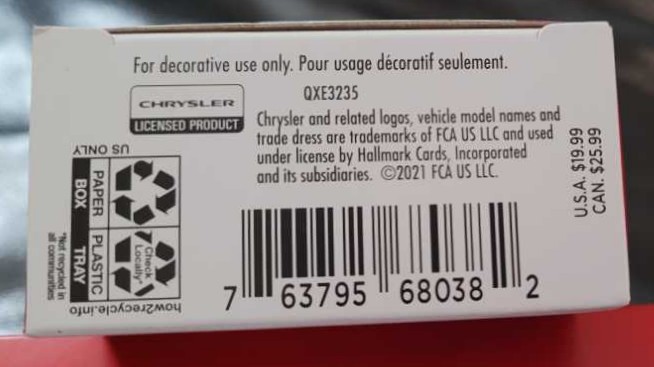 For decorative use only. Pour usage décoratif seulement.
CHRYSLER
LICENSED PRODUCT
QXE3235
Chrysler and related logos, vehicle model names and
trade dress are trademarks of FCA US LLC and used
under license by Hallmark Cards, Incorporated
and its subsidiaries. ©2021 FCA US LLC.
U.S.A. $19.99
CAN. $25.99
US ONLY
PAPER
BOX
PLASTIC
TRAY
Check
Locally*
*Not recycled in
all communities
how2recycle.info
7 63795 68038 2